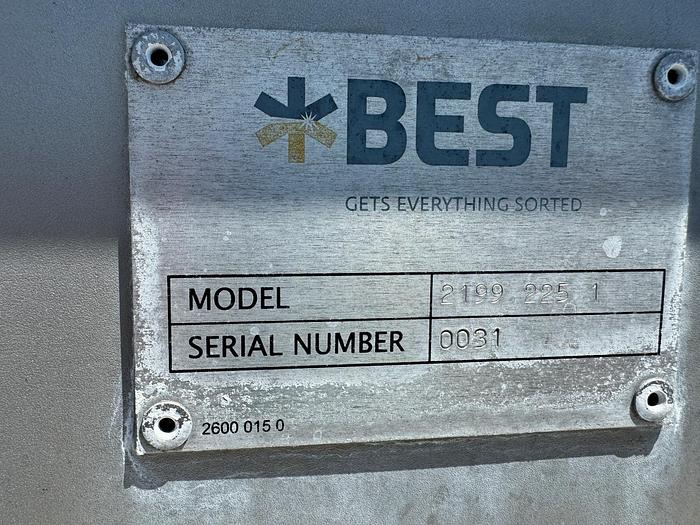 BEST
GETS EVERYTHING SORTED
MODEL 2199 225 1
SERIAL NUMBER 0031
2600 015 0